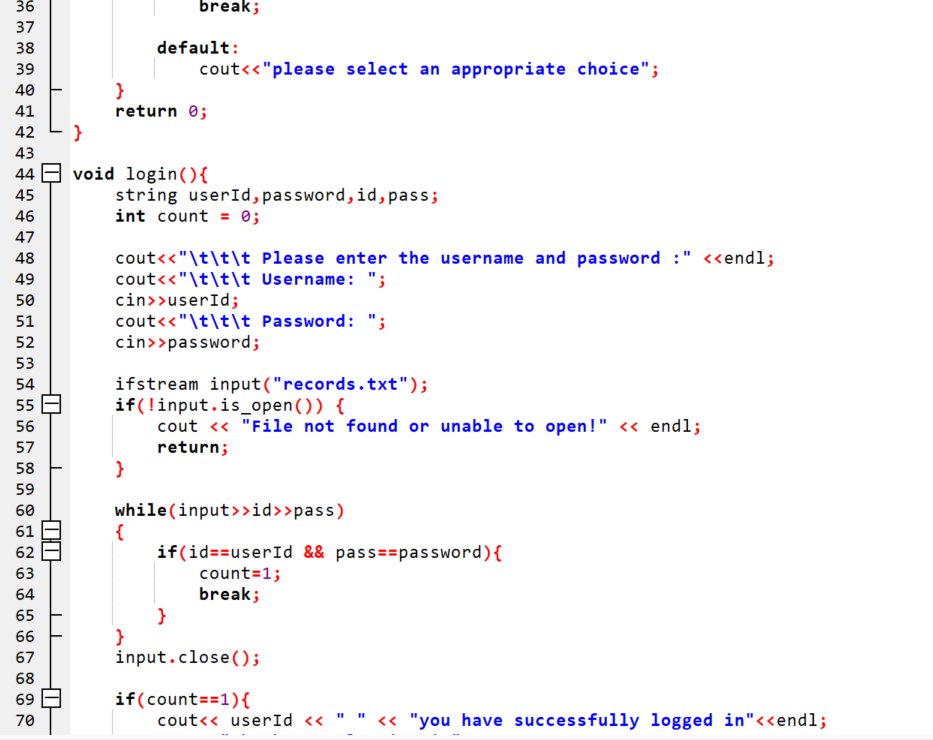 36 break;
37
38 default:
39 cout<<"please select an appropriate choice";
40 }
41 return 0;
42 }
43
44 void login(){
45 string userId,password,id,pass;
46 int count = 0;
47
48 cout<<"\t\t\t Please enter the username and password :" <<endl;
49 cout<<"\t\t\t Username: ";
50 cin>>userId;
51 cout<<"\t\t\t Password: ";
52 cin>>password;
53
54 ifstream input("records.txt");
55 if(!input.is_open()) {
56 cout << "File not found or unable to open!" << endl;
57 return;
58 }
59
60 while(input>>id>>pass)
61 {
62 if(id==userId && pass==password){
63 count=1;
64 break;
65 }
66 }
67 input.close();
68
69 if(count==1){
70 cout<< userId << " " << "you have successfully logged in"<<endl;